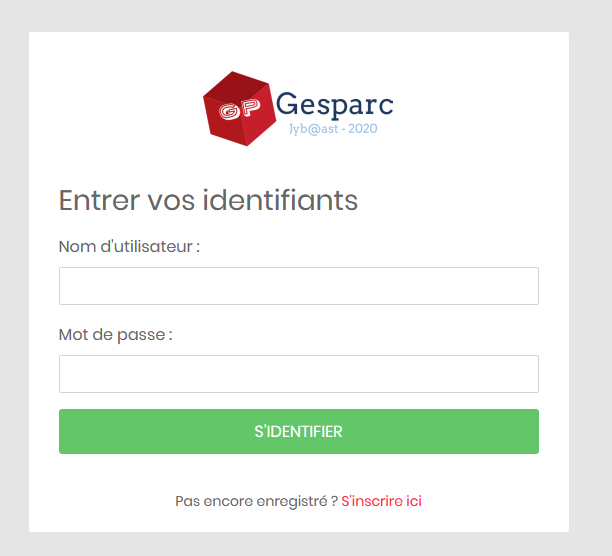 GP
Gesparc
Jyb@ast - 2020
Entrer vos identifiants
Nom d'utilisateur :
Mot de passe :
S'IDENTIFIER
Pas encore enregistré ? S'inscrire ici